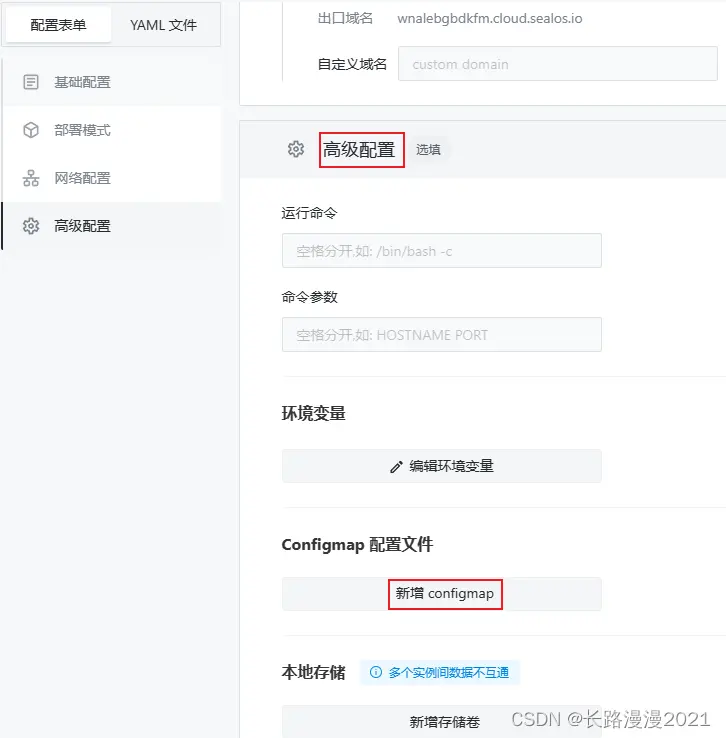 配置表单
YAML 文件
基础配置
部署模式
网络配置
高级配置
出口域名 wnalebgbdkfm.cloud.sealos.io
自定义域名 custom domain
高级配置 选填
运行命令
空格分开,如: /bin/bash -c
命令参数
空格分开,如: HOSTNAME PORT
环境变量
编辑环境变量
Configmap 配置文件
新增 configmap
本地存储 多个实例间数据不互通
新增存储卷
CSDN @长路漫漫2021